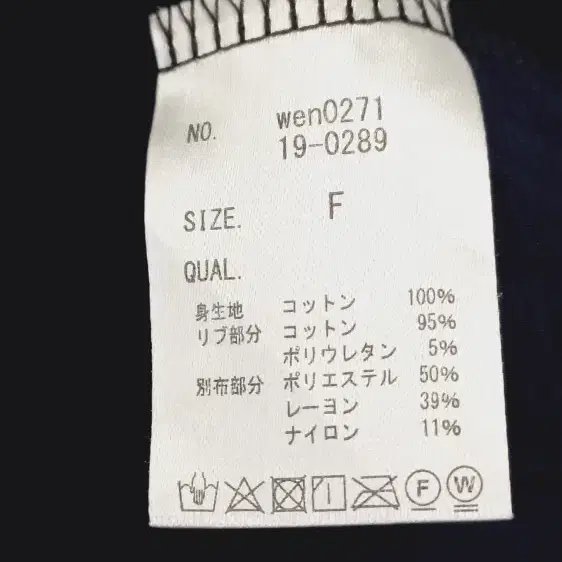 NO. wen0271
19-0289
SIZE. F
QUAL.
身生地 コットン 100%
リブ部分 コットン 95%
ポリウレタン 5%
別布部分 ポリエステル 50%
レーヨン 39%
ナイロン 11%
F W